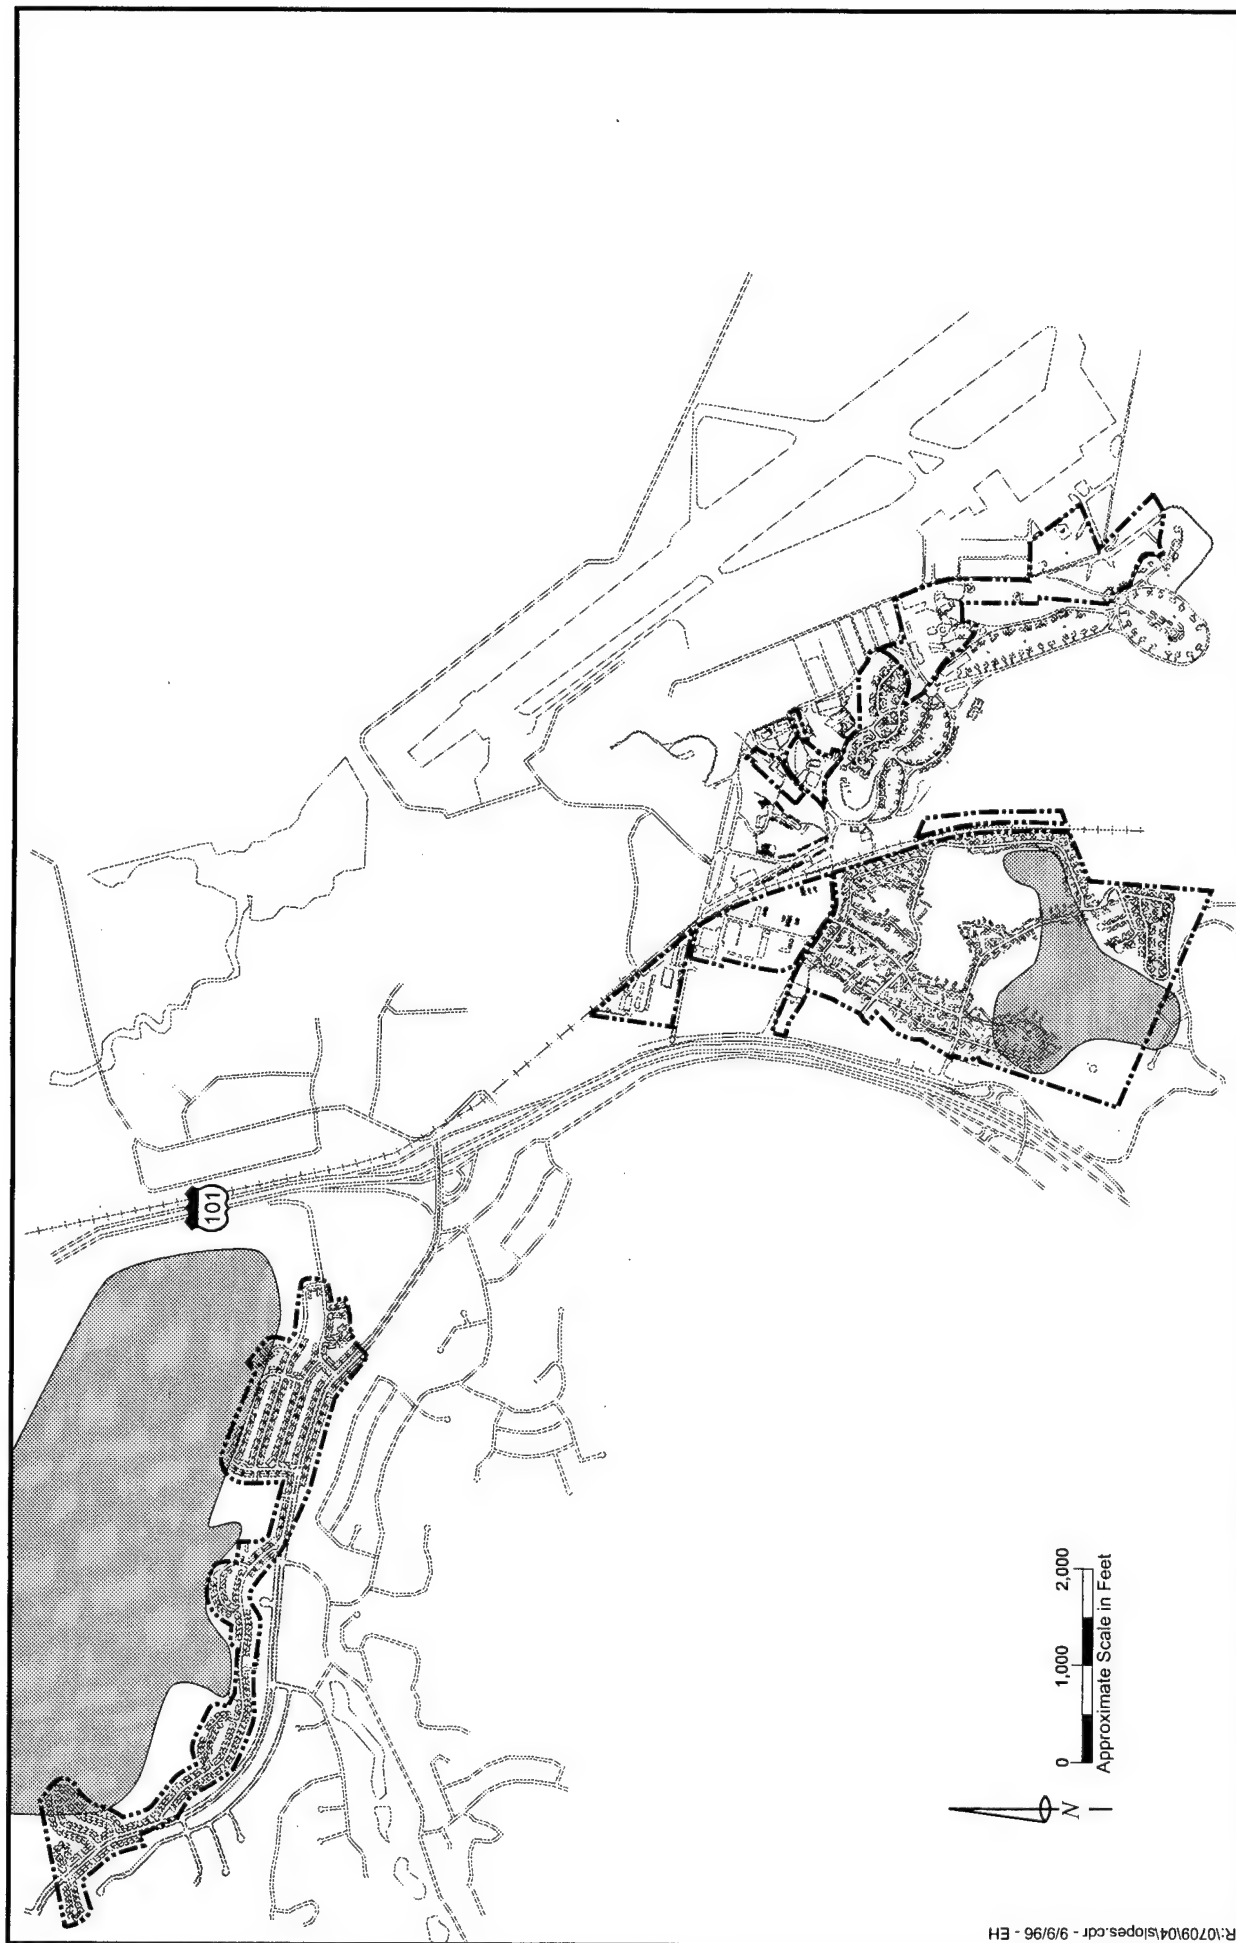 101
0 1,000 2,000
Approximate Scale in Feet
N
R:\0709\04\slopes.cdr - 9/9/96 - EH